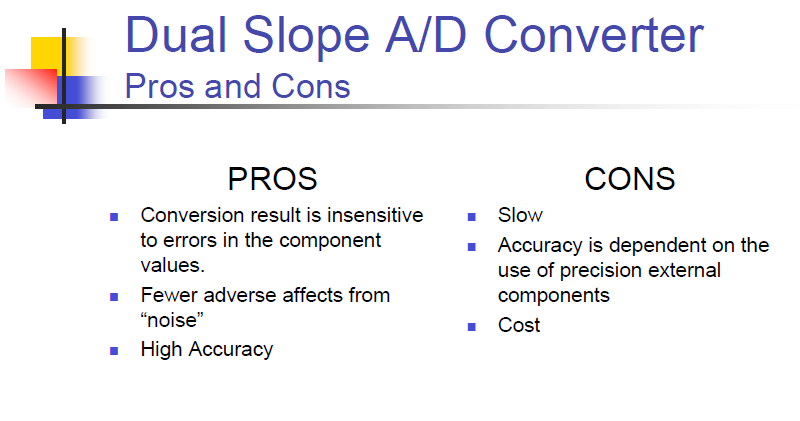 Dual Slope A/D Converter
Pros and Cons
PROS
Conversion result is insensitive
to errors in the component
values.
Fewer adverse affects from
“noise”
High Accuracy
CONS
Slow
Accuracy is dependent on the
use of precision external
components
Cost